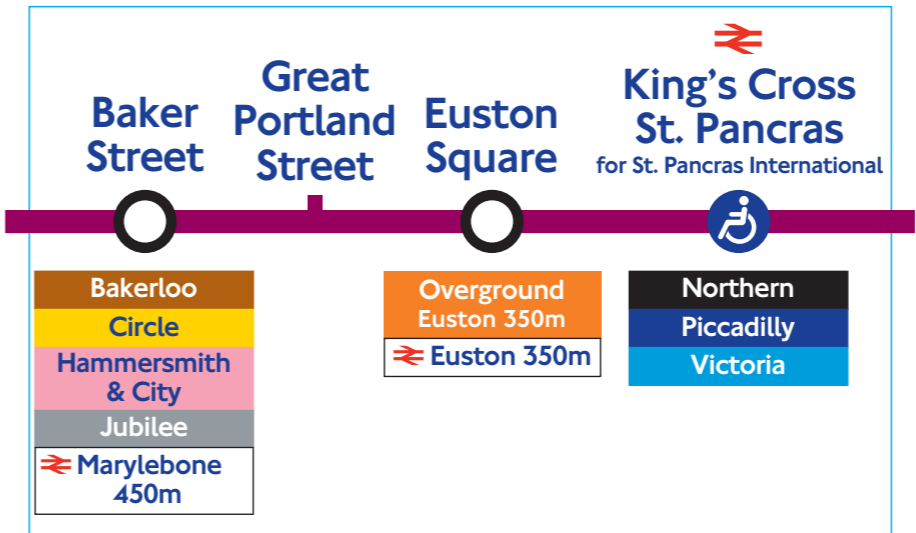 Baker
Street
Great
Portland
Street
Euston
Square
King's Cross
St. Pancras
for St. Pancras International
Bakerloo
Circle
Hammersmith
& City
Jubilee
Marylebone
450m
Overground
Euston 350m
Euston 350m
Northern
Piccadilly
Victoria